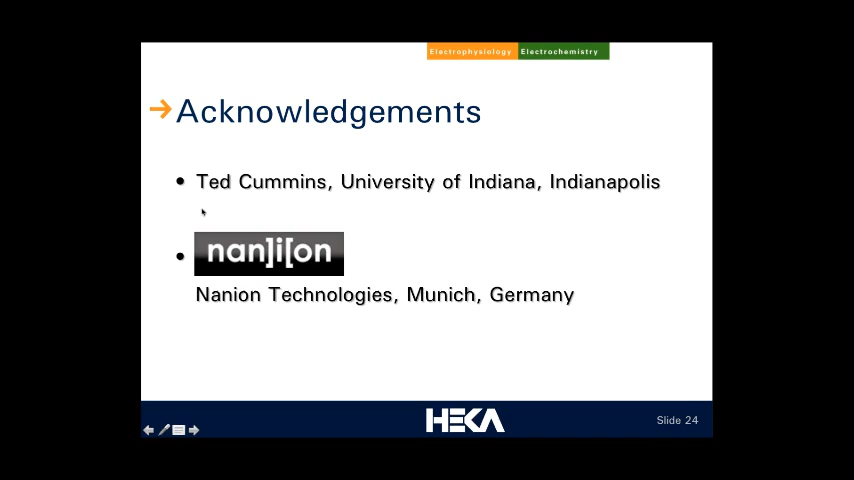 Electrophysiology Electrochemistry
Acknowledgements
• Ted Cummins, University of Indiana, Indianapolis
• nan]i[on
Nanion Technologies, Munich, Germany
HEKA
Slide 24